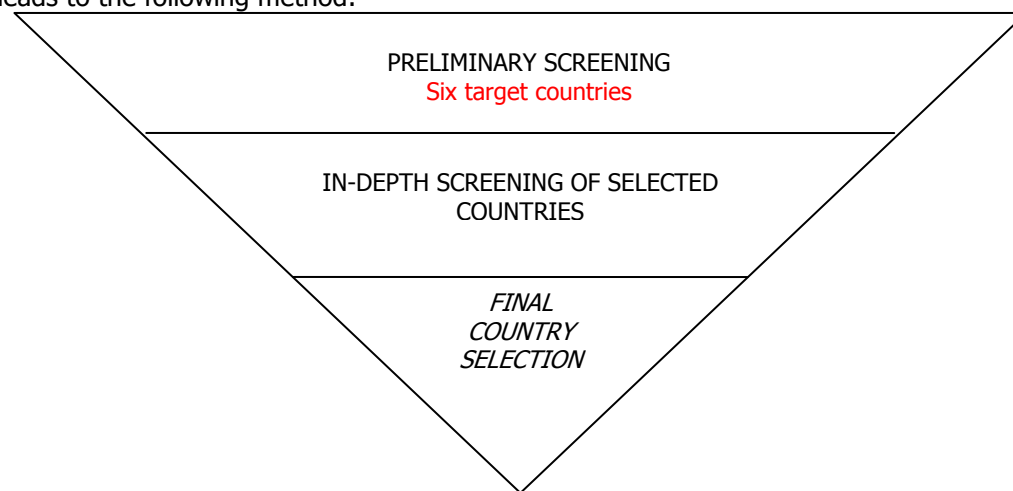 leads to the following method:
PRELIMINARY SCREENING
Six target countries
IN-DEPTH SCREENING OF SELECTED
COUNTRIES
FINAL
COUNTRY
SELECTION